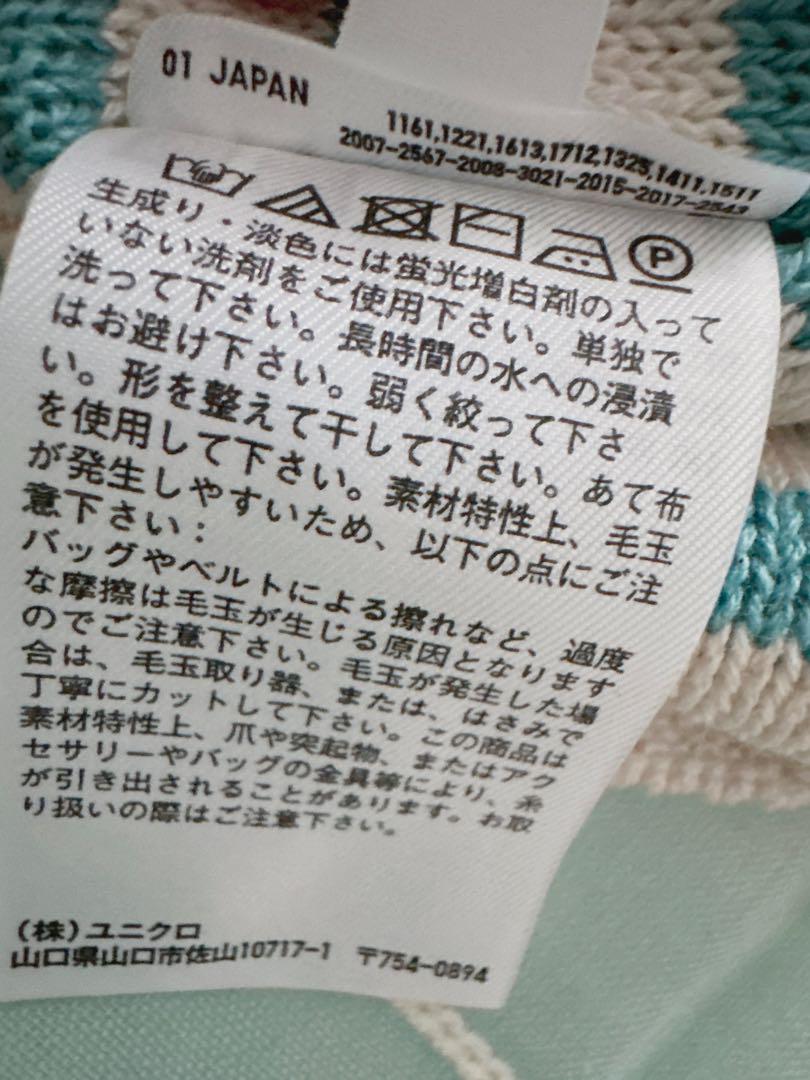 01 JAPAN
1161,1221,1613,1712,1325,1411,1511
2007-2567-2008-3021-2015-2017-2543
P
生成り・淡色には蛍光増白剤の入って
いない洗剤をご使用下さい。単独で
洗って下さい。長時間の水への浸漬
はお避け下さい。弱く絞って下さ
い。形を整えて干して下さい。あて布
を使用して下さい。素材特性上、毛玉
が発生しやすいため、以下の点にご注
意下さい：
バッグやベルトによる擦れなど、過度
な摩擦は毛玉が生じる原因となります
のでご注意下さい。毛玉が発生した場
合は、毛玉取り器、または、はさみで
丁寧にカットして下さい。この商品は
素材特性上、爪や突起物、またはアク
セサリーやバッグの金具等により、糸
が引き出されることがあります。お取
り扱いの際はご注意下さい。
(株)ユニクロ
山口県山口市佐山10717-1 〒754-0894